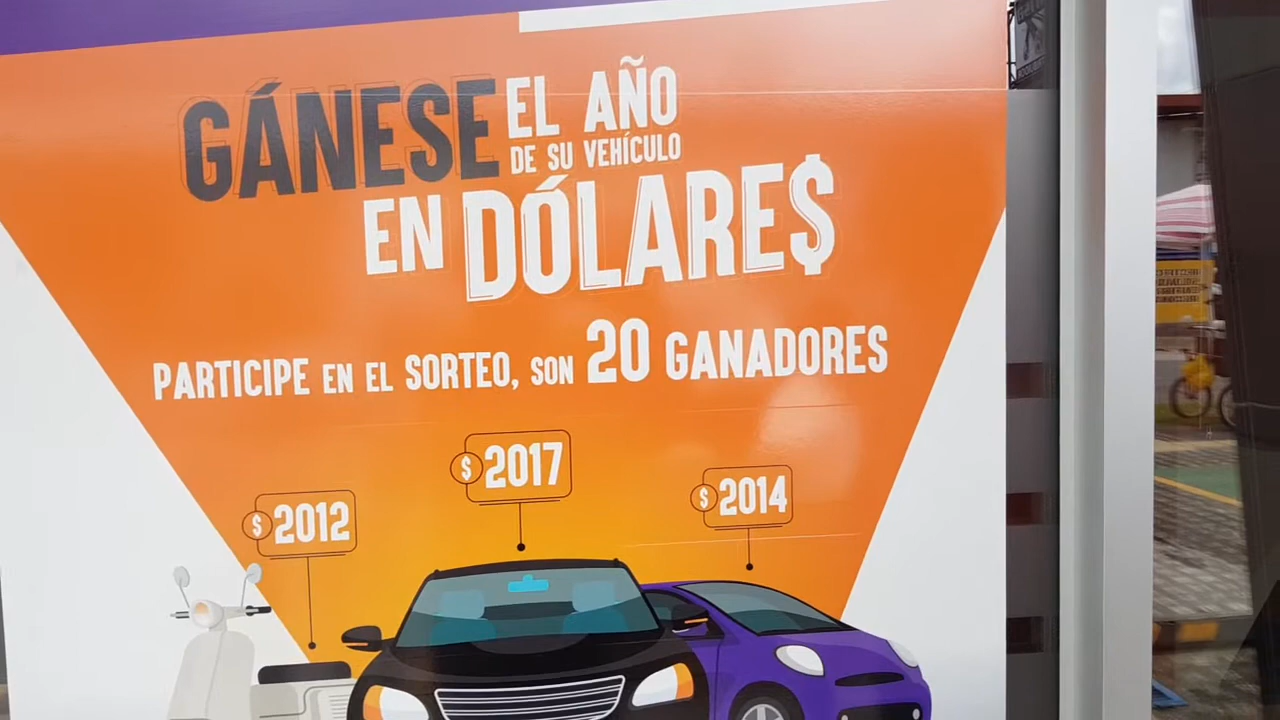 GÁNESE EL AÑO
DE SU VEHÍCULO
EN DÓLARE$
PARTICIPE EN EL SORTEO, SON 20 GANADORES
$ 2017
$ 2014
$ 2012